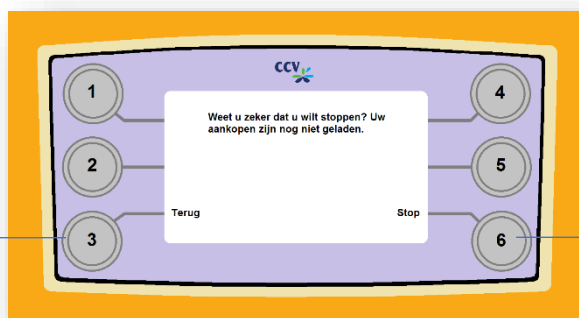 CCV
1
4
Weet u zeker dat u wilt stoppen? Uw
aankopen zijn nog niet geladen.
2
5
Terug
Stop
3
6